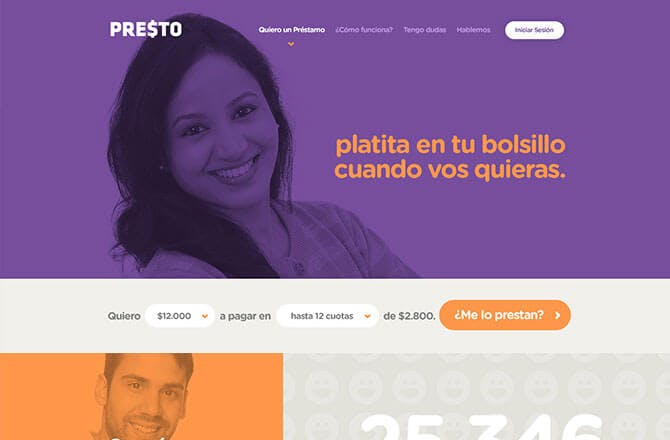 PRE$TO
Quiero un Préstamo
¿Cómo funciona?
Tengo dudas
Hablemos
Iniciar Sesión
platita en tu bolsillo
cuando vos quieras.
Quiero $12.000 a pagar en hasta 12 cuotas de $2.800. ¿Me lo prestan?
25.346